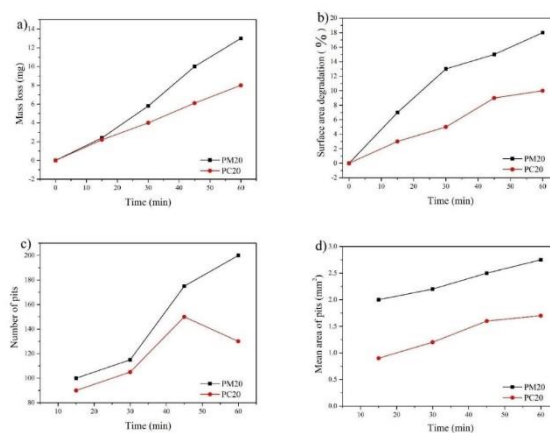 a)
Mass loss (mg)
14
12
10
8
6
4
2
0
-2
0 10 20 30 40 50 60
Time (min)
PM20
PC20
b)
Surface area degradation (%)
18
16
14
12
10
8
6
4
2
0
-2
0 10 20 30 40 50 60
Time (min)
PM20
PC20
c)
Number of pits
200
180
160
140
120
100
80
10 20 30 40 50 60
Time (min)
PM20
PC20
d)
Mean area of pits (mm²)
3.0
2.5
2.0
1.5
1.0
0.5
0.0
10 20 30 40 50 60
Time (min)
PM20
PC20